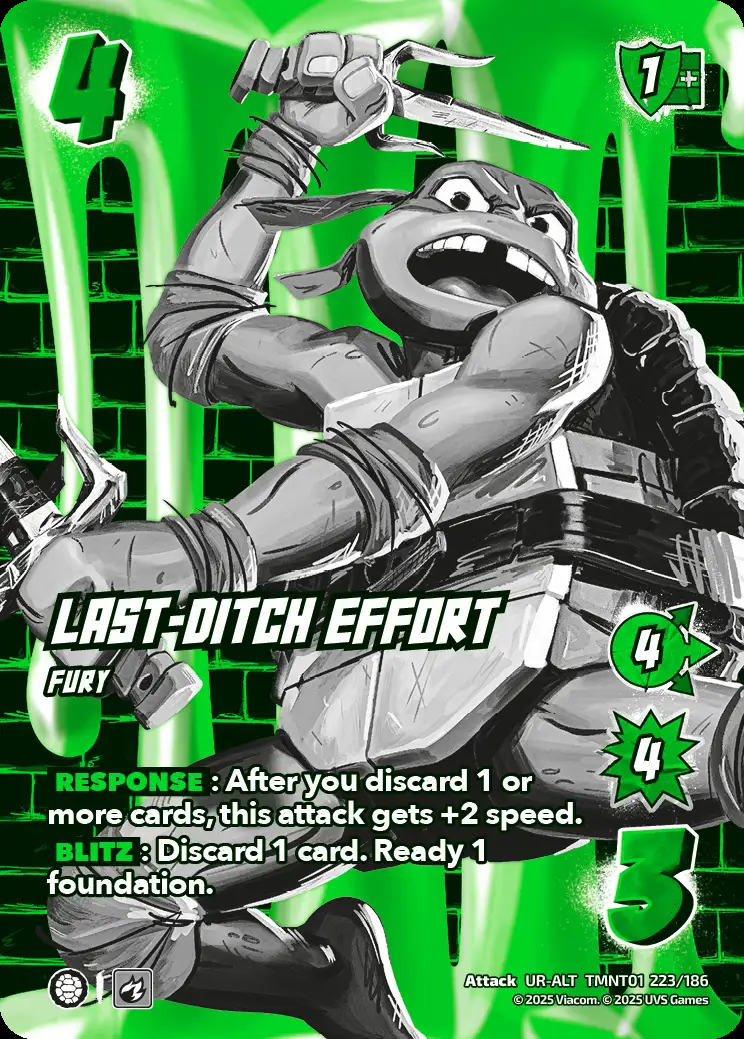 4
1
LAST-DITCH EFFORT
FURY
4
4
RESPONSE : After you discard 1 or
more cards, this attack gets +2 speed.
BLITZ : Discard 1 card. Ready 1
foundation.
3
Attack UR-ALT TMNT01 223/186
© 2025 Viacom. © 2025 UVS Games